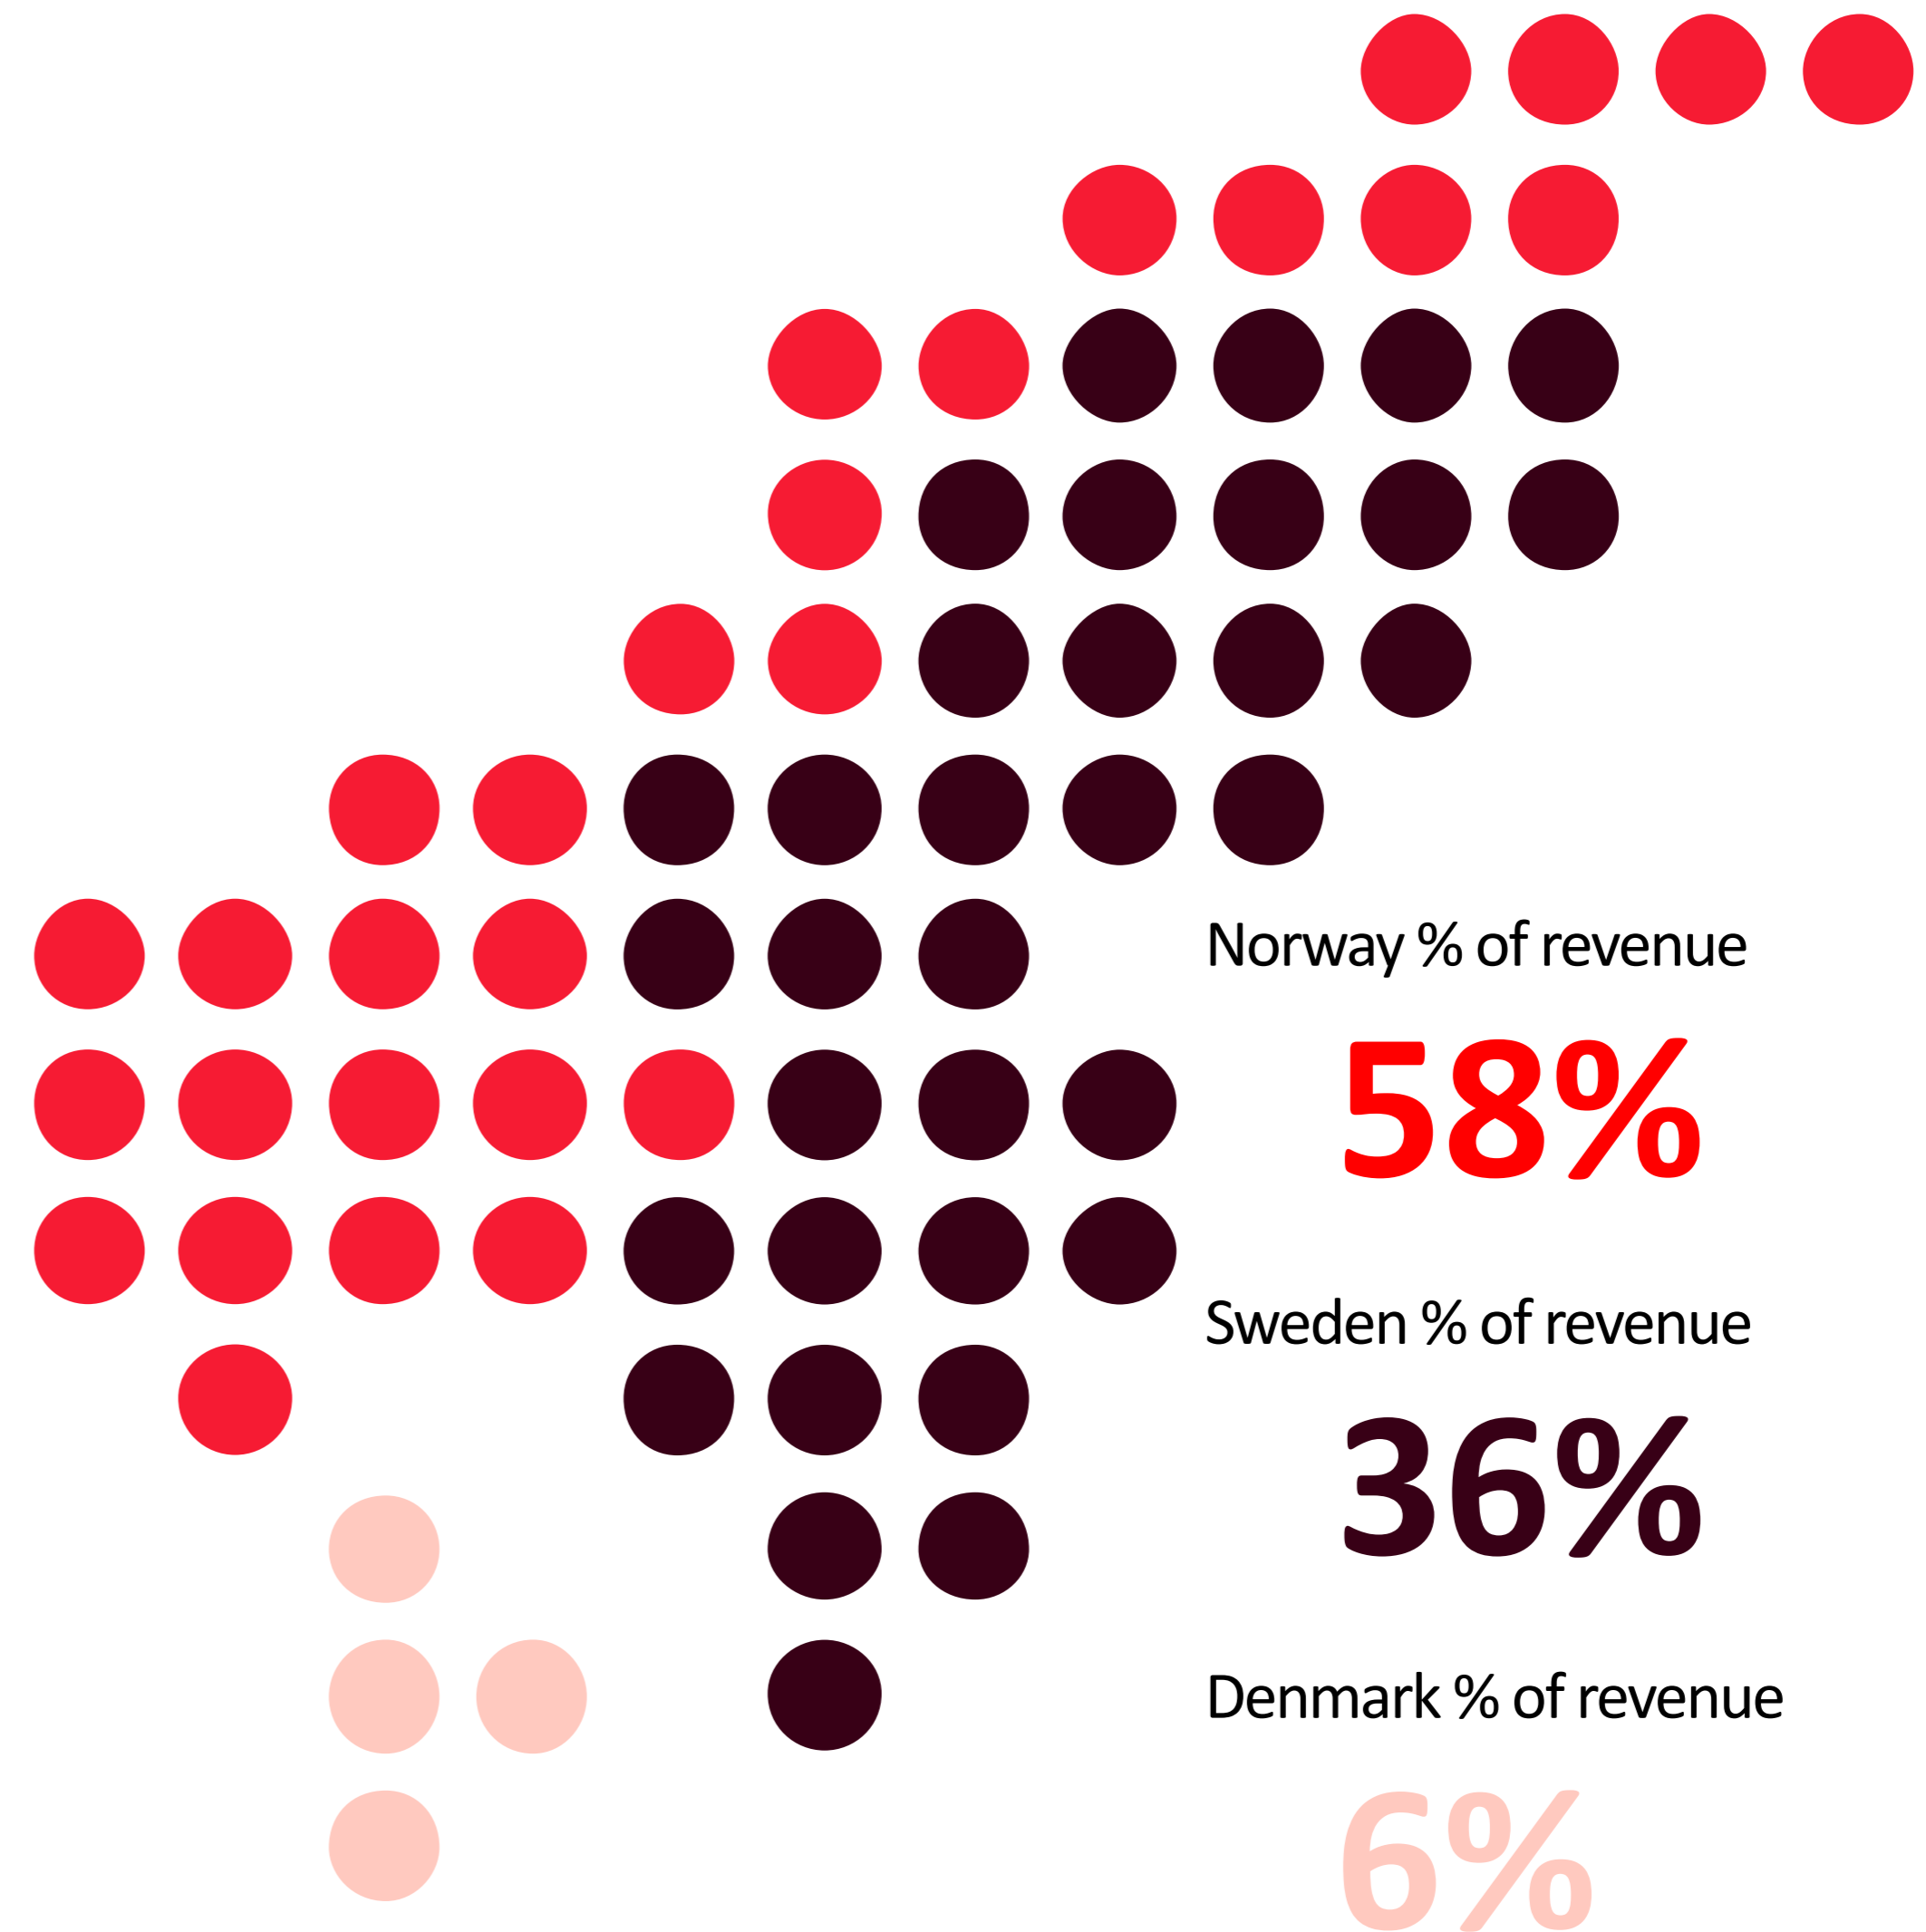 Norway % of revenue
58%
Sweden % of revenue
36%
Denmark % of revenue
6%